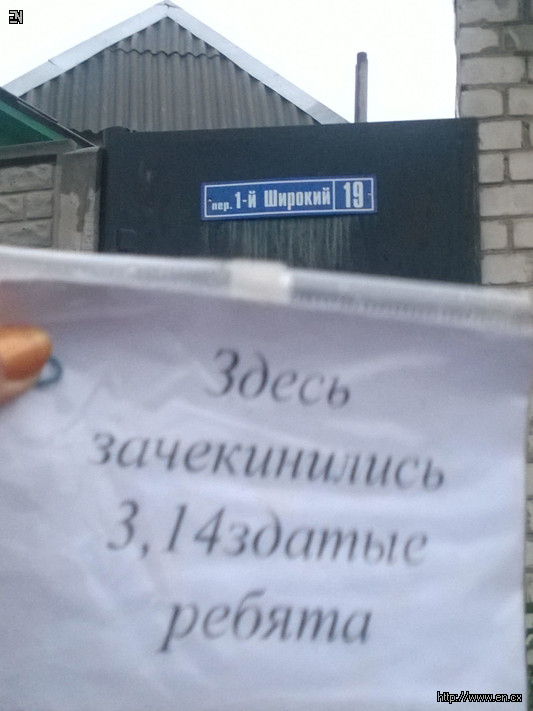 EN
пер. 1-й Широкий 19
Здесь
зачекинились
3,14здатые
ребята
http://www.en.cx